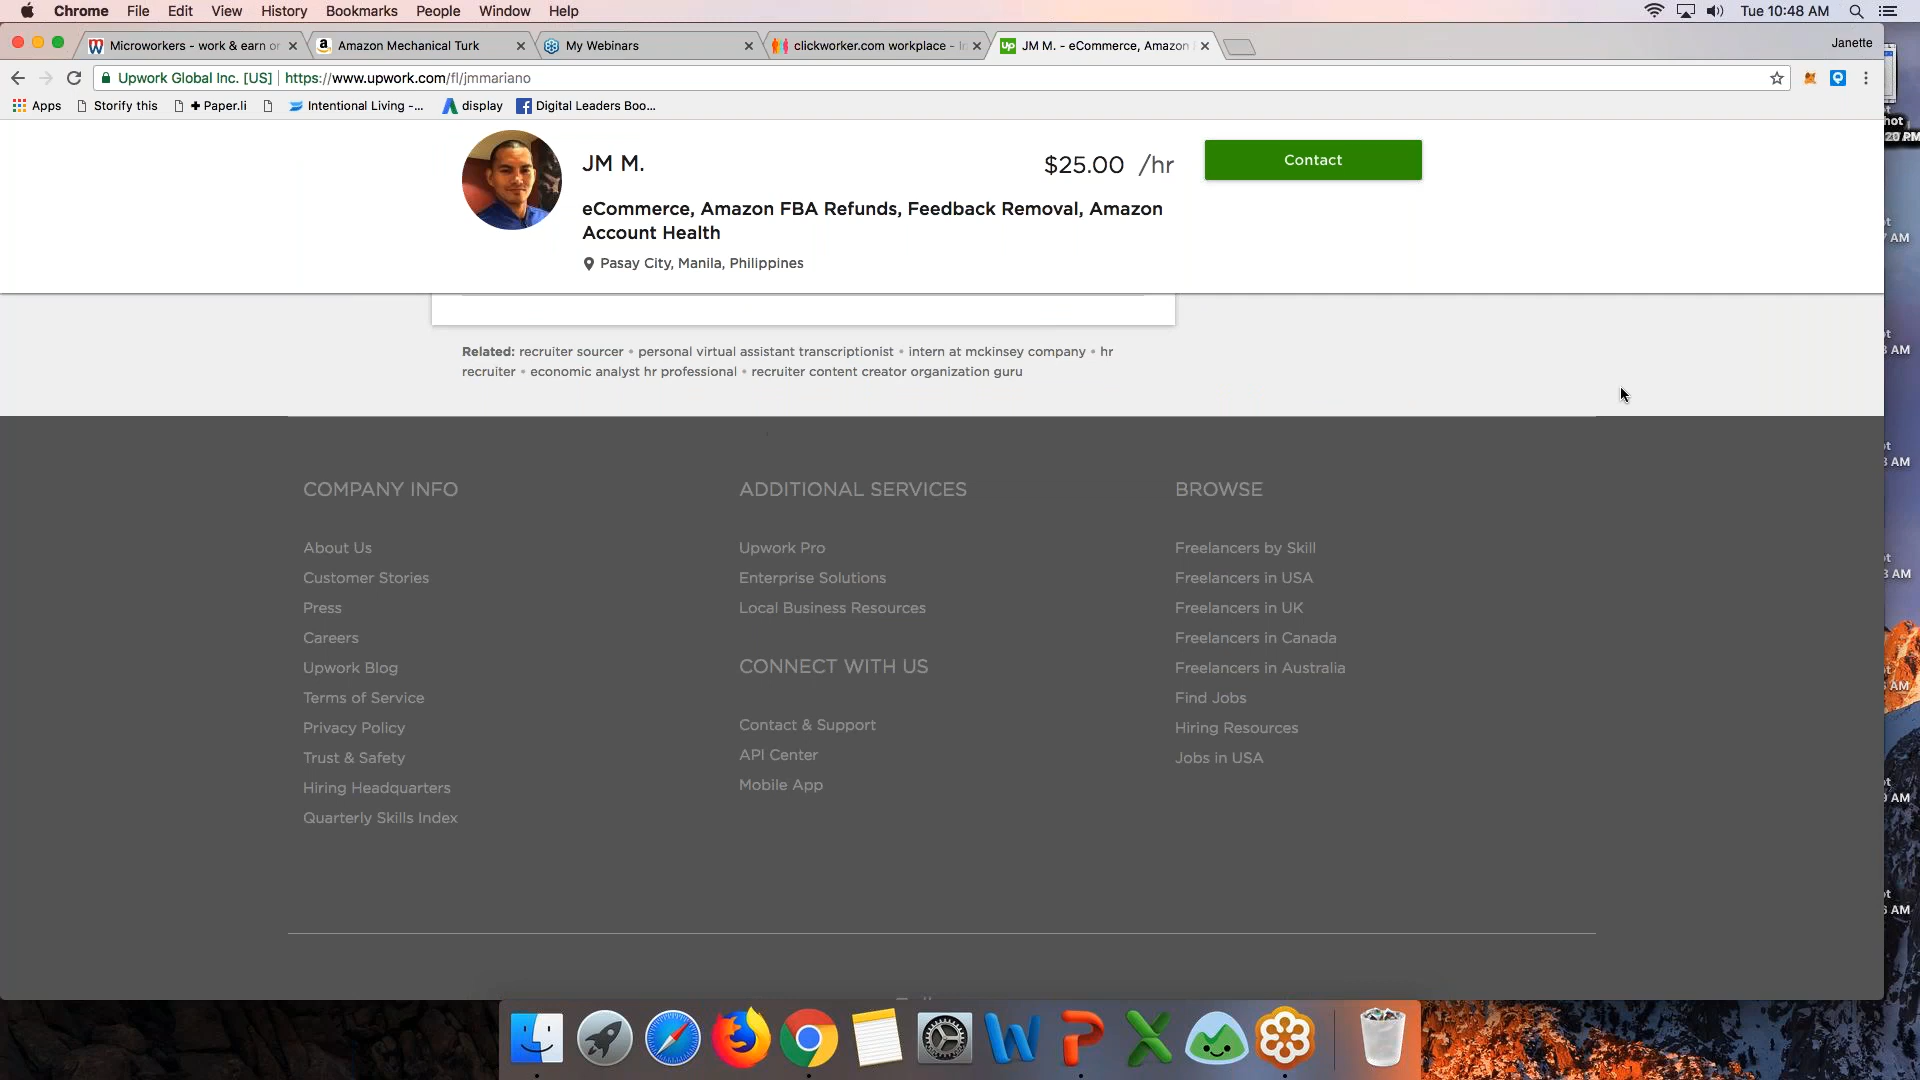 Chrome File Edit View History Bookmarks People Window Help Tue 10:48 AM
Microworkers - work & earn or
Amazon Mechanical Turk
My Webinars
clickworker.com workplace - In
JM M. - eCommerce, Amazon
Janette
Upwork Global Inc. [US] https://www.upwork.com/fl/jmmariano
Apps Storify this + Paper.li Intentional Living -... display Digital Leaders Boo...
JM M.
$25.00 /hr
Contact
eCommerce, Amazon FBA Refunds, Feedback Removal, Amazon
Account Health
Pasay City, Manila, Philippines
Related: recruiter sourcer • personal virtual assistant transcriptionist • intern at mckinsey company • hr
recruiter • economic analyst hr professional • recruiter content creator organization guru
COMPANY INFO
About Us
Customer Stories
Press
Careers
Upwork Blog
Terms of Service
Privacy Policy
Trust & Safety
Hiring Headquarters
Quarterly Skills Index
ADDITIONAL SERVICES
Upwork Pro
Enterprise Solutions
Local Business Resources
CONNECT WITH US
Contact & Support
API Center
Mobile App
BROWSE
Freelancers by Skill
Freelancers in USA
Freelancers in UK
Freelancers in Canada
Freelancers in Australia
Find Jobs
Hiring Resources
Jobs in USA